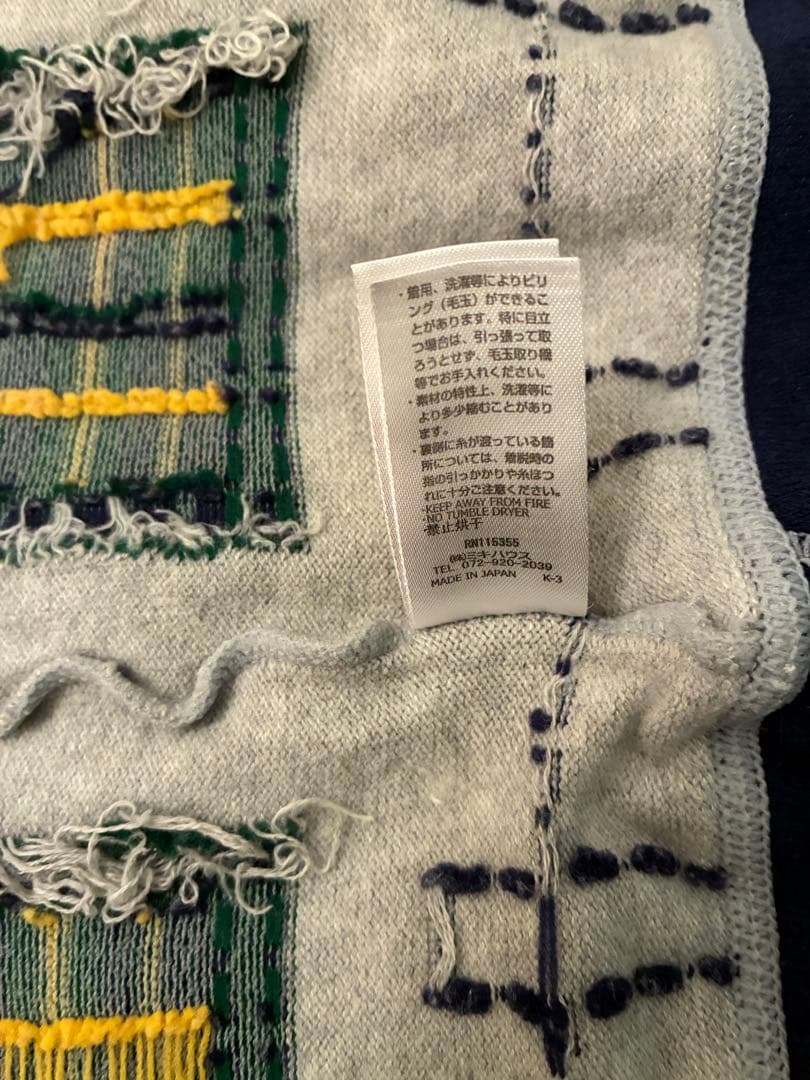 ・着用、洗濯等によりピリ
ング（毛玉）ができるこ
とがあります。特に目立
つ場合は、引っ張って取
ろうとせず、毛玉取り機
等でお手入れください。
・素材の特性上、洗濯等に
より多少縮むことがあり
ます。
・裏側に糸が渡っている箇
所については、着脱時の
指の引っかかりや糸ほつ
れに十分ご注意ください。
・KEEP AWAY FROM FIRE
・NO TUMBLE DRYER
・禁止烘干
RN115355
㈱ミキハウス
TEL 072-920-2039
MADE IN JAPAN K-3